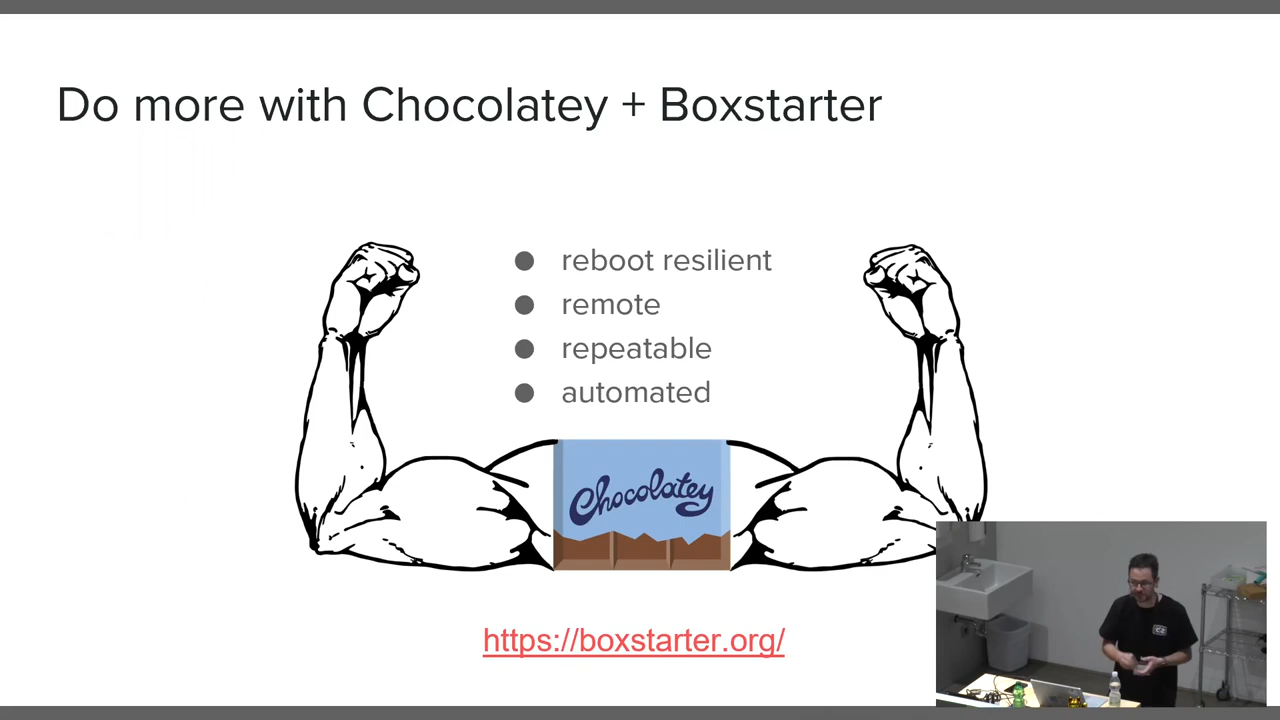 Do more with Chocolatey + Boxstarter
● reboot resilient
● remote
● repeatable
● automated
Chocolatey
https://boxstarter.org/